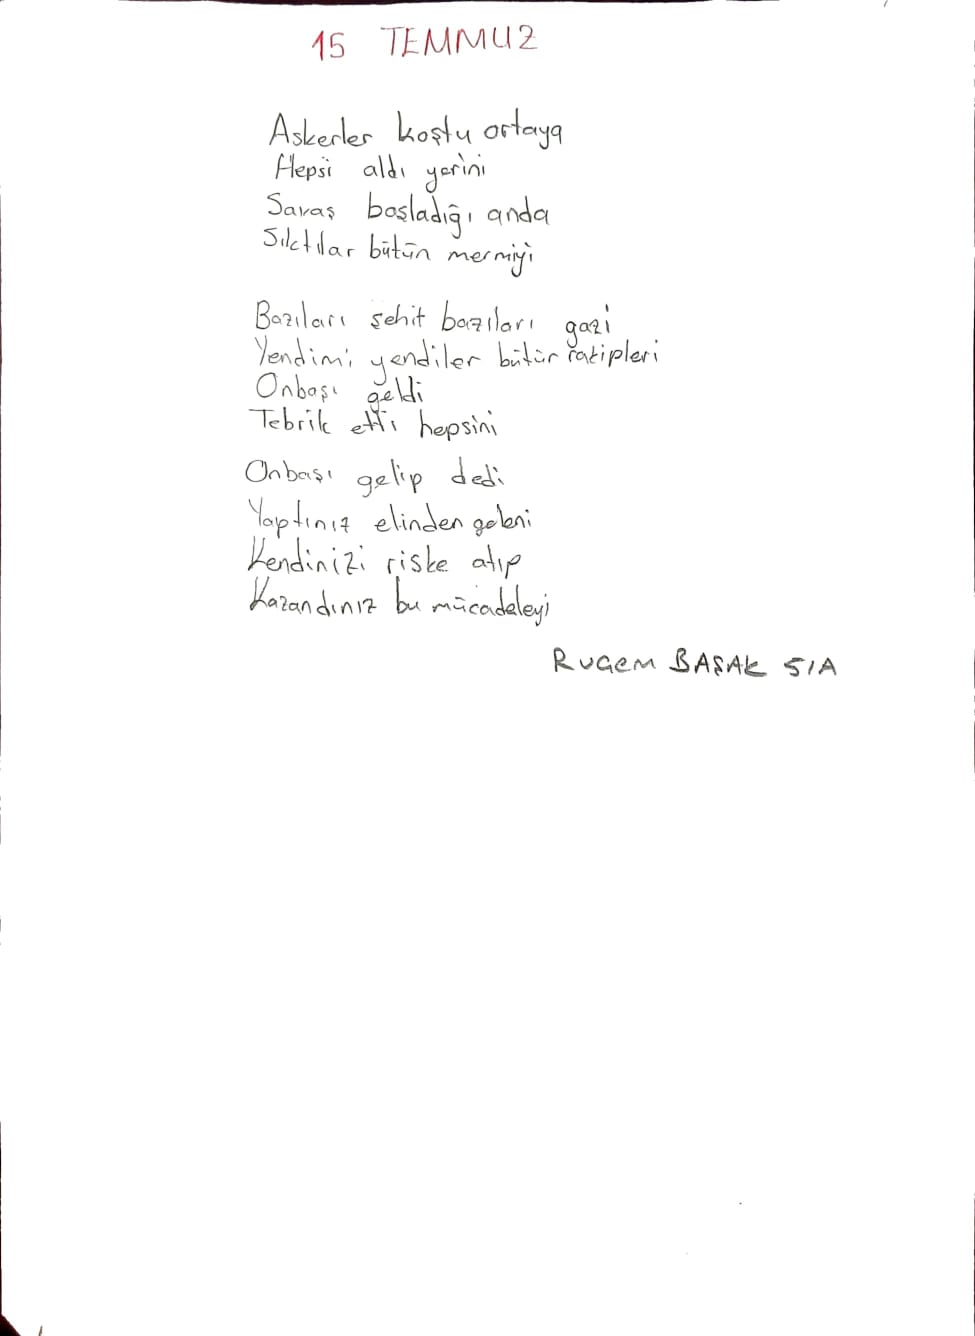 15 TEMMUZ
Askerler koştu ortaya
Hepsi aldı yerini
Savaş başladığı anda
Sıktılar bütün mermiyi
Bazıları şehit bazıları gazi
Yendimi yendiler bütün rakipleri
Onbaşı geldi
Tebrik etti hepsini
Onbaşı gelip dedi
Yaptınız elinden geleni
Kendinizi riske atıp
Kazandınız bu mücadeleyi
RUGEM BAŞAK 5/A